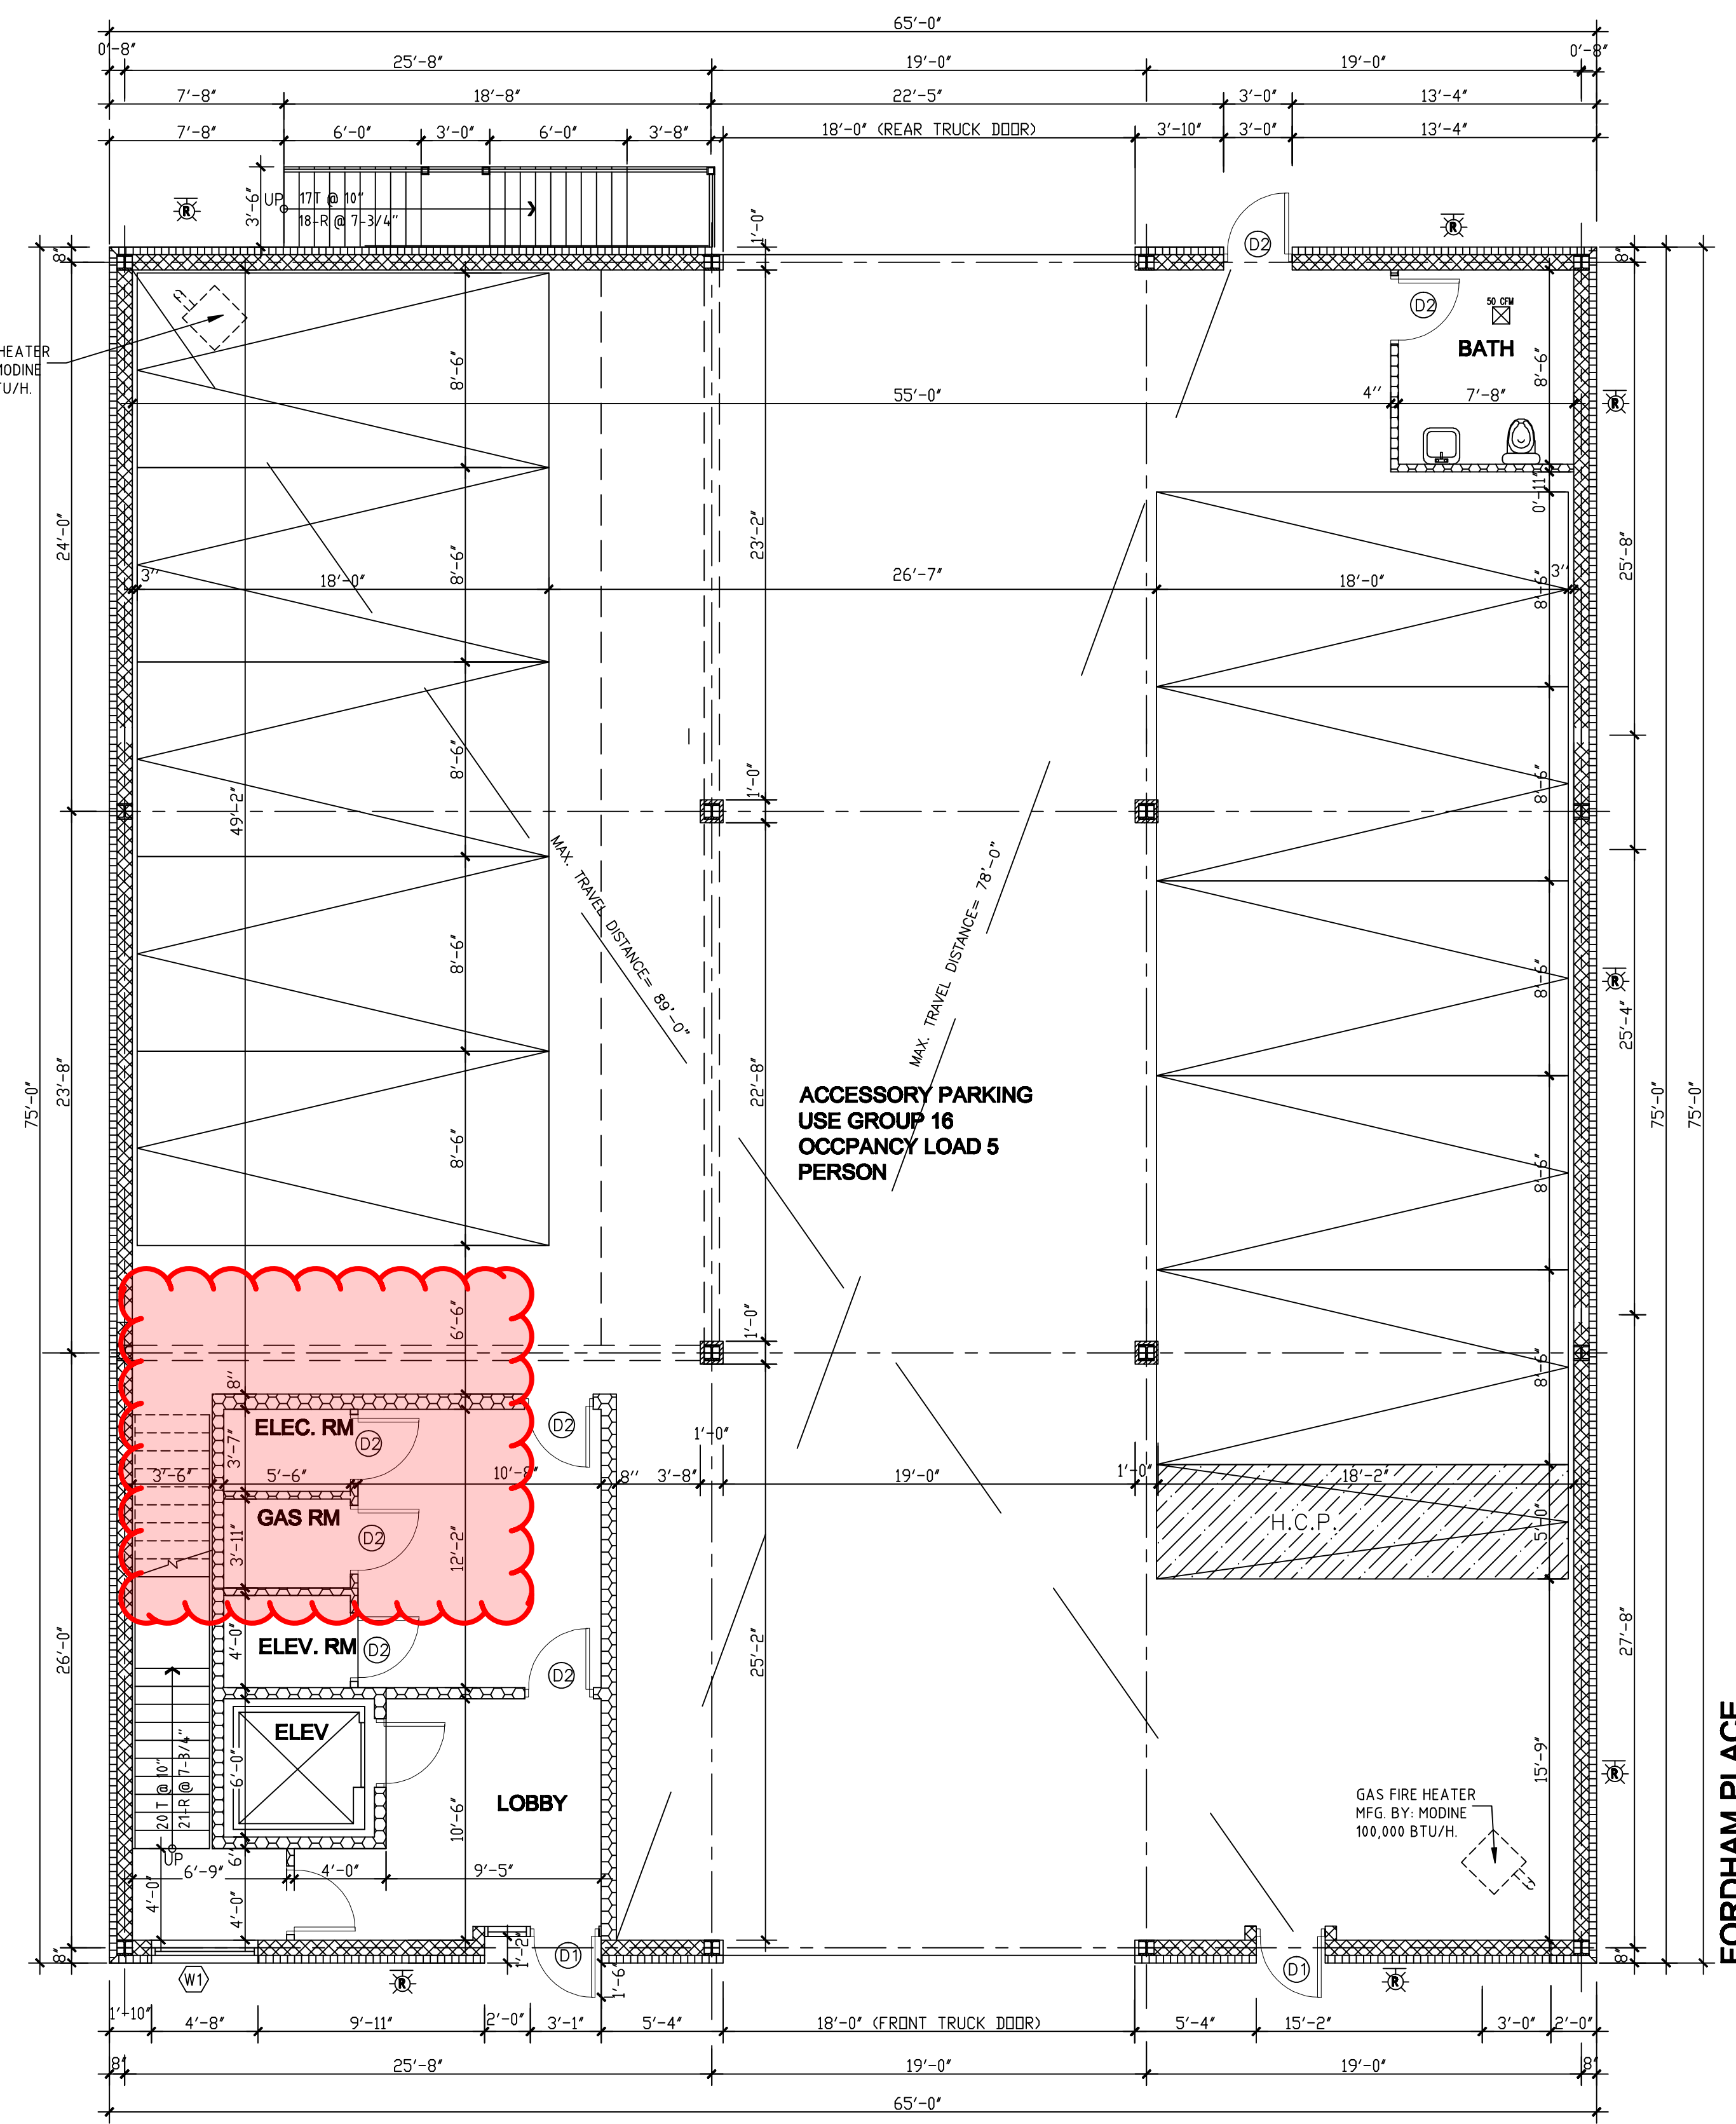 65'-0"
0'-8"
25'-8"
19'-0"
19'-0"
0'-8"
7'-8"
18'-8"
22'-5"
3'-0"
13'-4"
7'-8"
6'-0"
3'-0"
6'-0"
3'-8"
18'-0" (REAR TRUCK DOOR)
3'-10"
3'-0"
13'-4"
3'-6"
UP
17T @ 10"
18-R @ 7-3/4"
R
1'-0"
D2
R
8"
8"
D2
50 CFM
BATH
HEATER
MODINE
TU/H.
8'-6"
8'-6"
55'-0"
4''
7'-8"
R
0'-11"
24'-0"
23'-2"
25'-8"
3''
18'-0"
8'-6"
26'-7"
18'-0"
8'-6"
3''
49'-2"
8'-6"
1'-0"
8'-6"
MAX. TRAVEL DISTANCE= 89'-0"
MAX. TRAVEL DISTANCE= 78'-0"
8'-6"
8'-6"
R
25'-4"
75'-0"
23'-8"
22'-8"
75'-0"
75'-0"
ACCESSORY PARKING
USE GROUP 16
OCCPANCY LOAD 5
PERSON
8'-6"
8'-6"
6'-6"
1'-0"
8'-6"
8''
ELEC. RM
D2
D2
3'-7"
1'-0"
3'-6"
5'-6"
10'-8"
8''
3'-8"
19'-0"
1'-0"
18'-2"
GAS RM
D2
H.C.P.
5'-0"
3'-11"
12'-2"
26'-0"
4'-0"
ELEV. RM
D2
D2
25'-2"
27'-8"
ELEV
20T @ 10"
21-R @ 7-3/4"
6'-0"
15'-9"
R
LOBBY
10'-6"
GAS FIRE HEATER
MFG. BY: MODINE
100,000 BTU/H.
FORDHAM PLACE
UP
6''
6'-9"
4'-0"
9'-5"
4'-0"
4'-0"
8"
1'-2"
D1
D1
8"
W1
R
1'-6"
R
1'-10"
4'-8"
9'-11"
2'-0"
3'-1"
5'-4"
18'-0" (FRONT TRUCK DOOR)
5'-4"
15'-2"
3'-0"
2'-0"
8"
25'-8"
19'-0"
19'-0"
8"
65'-0"